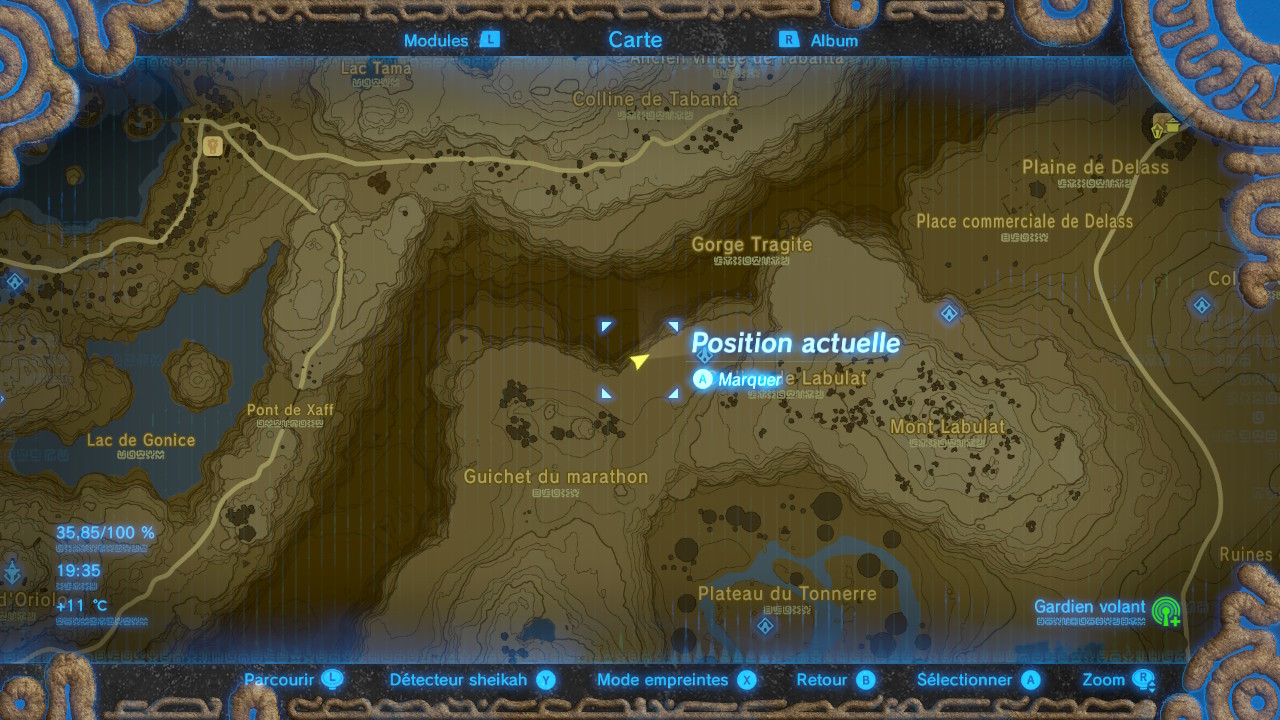 Modules L
Carte
R Album
Ancien village de Tabanta
Lac Tama
Colline de Tabanta
Plaine de Delass
Place commerciale de Delass
Gorge Tragite
Col
Position actuelle
A Marquer
e Labulat
Pont de Xaff
Mont Labulat
Lac de Gonice
Guichet du marathon
35,85/100 %
Ruines
19:35
d'Oriol
+11 °C
Plateau du Tonnerre
Gardien volant
Parcourir L
Détecteur sheikah Y
Mode empreintes X
Retour B
Sélectionner A
Zoom R